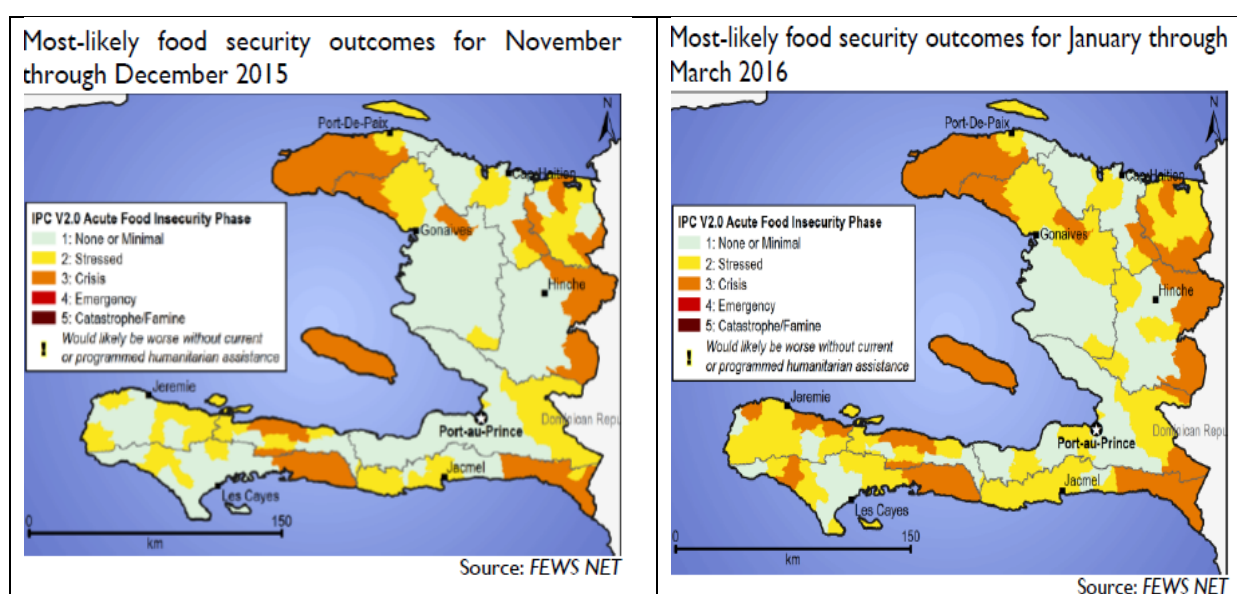 Most-likely food security outcomes for November
through December 2015
N
Port-De-Paix
Cap-Haitien
IPC V2.0 Acute Food Insecurity Phase
1: None or Minimal
2: Stressed
3: Crisis
4: Emergency
5: Catastrophe/Famine
! Would likely be worse without current
or programmed humanitarian assistance
Gonaives
Hinche
Jeremie
Port-au-Prince
Dominican Repu
Jacmel
Les Cayes
0 150
km
Source: FEWS NET
Most-likely food security outcomes for January through
March 2016
N
Port-De-Paix
Cap-Haitien
IPC V2.0 Acute Food Insecurity Phase
1: None or Minimal
2: Stressed
3: Crisis
4: Emergency
5: Catastrophe/Famine
! Would likely be worse without current
or programmed humanitarian assistance
Gonaives
Hinche
Jeremie
Port-au-Prince
Dominican Repu
Jacmel
Les Cayes
0 150
km
Source: FEWS NET